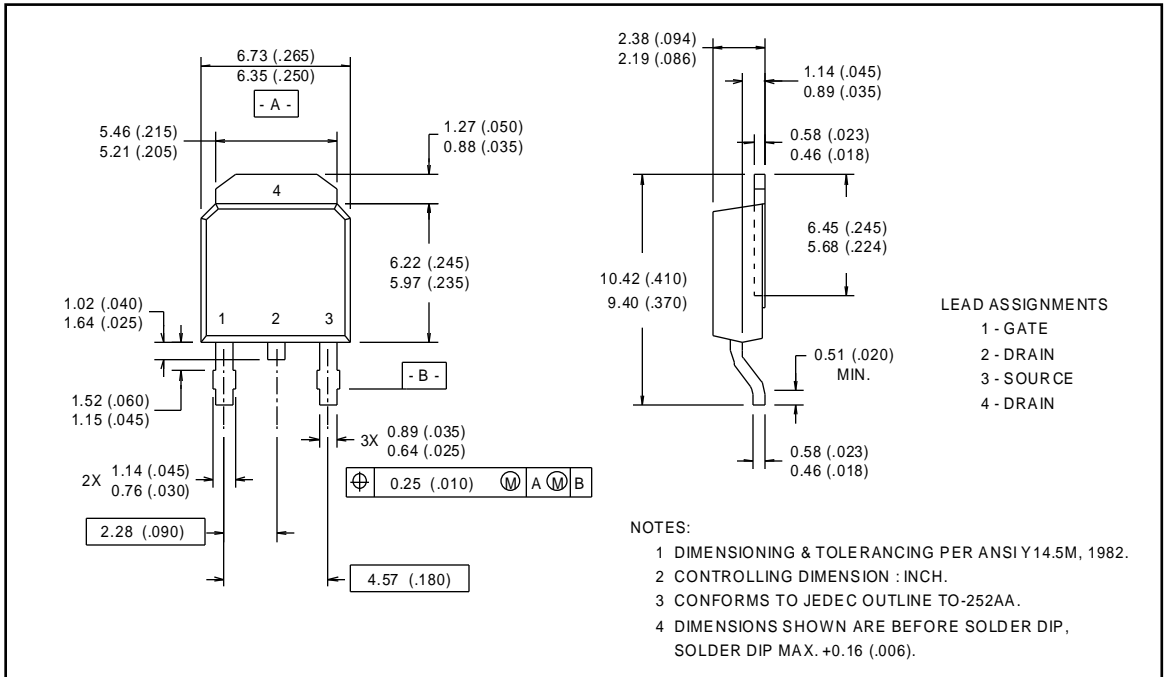 6.73 (.265)
6.35 (.250)
- A -
5.46 (.215)
5.21 (.205)
1.27 (.050)
0.88 (.035)
4
6.22 (.245)
5.97 (.235)
1.02 (.040)
1.64 (.025)
1 2 3
- B -
1.52 (.060)
1.15 (.045)
3X 0.89 (.035)
0.64 (.025)
2X 1.14 (.045)
0.76 (.030)
⌖ 0.25 (.010) Ⓜ A Ⓜ B
2.28 (.090)
4.57 (.180)
2.38 (.094)
2.19 (.086)
1.14 (.045)
0.89 (.035)
0.58 (.023)
0.46 (.018)
6.45 (.245)
5.68 (.224)
10.42 (.410)
9.40 (.370)
0.51 (.020)
MIN.
0.58 (.023)
0.46 (.018)
LEAD ASSIGNMENTS
1 - GATE
2 - DRAIN
3 - SOURCE
4 - DRAIN
NOTES:
1 DIMENSIONING & TOLERANCING PER ANSI Y14.5M, 1982.
2 CONTROLLING DIMENSION : INCH.
3 CONFORMS TO JEDEC OUTLINE TO-252AA.
4 DIMENSIONS SHOWN ARE BEFORE SOLDER DIP,
SOLDER DIP MAX. +0.16 (.006).